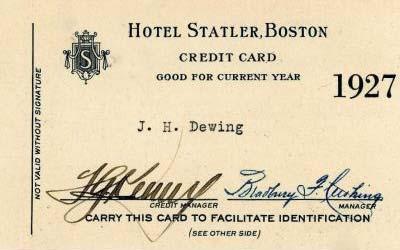 HOTEL STATLER, BOSTON
CREDIT CARD
GOOD FOR CURRENT YEAR
1927
S
NOT VALID WITHOUT SIGNATURE
J. H. Dewing
Bradbury F. Cushing
CREDIT MANAGER
MANAGER
CARRY THIS CARD TO FACILITATE IDENTIFICATION
(SEE OTHER SIDE)